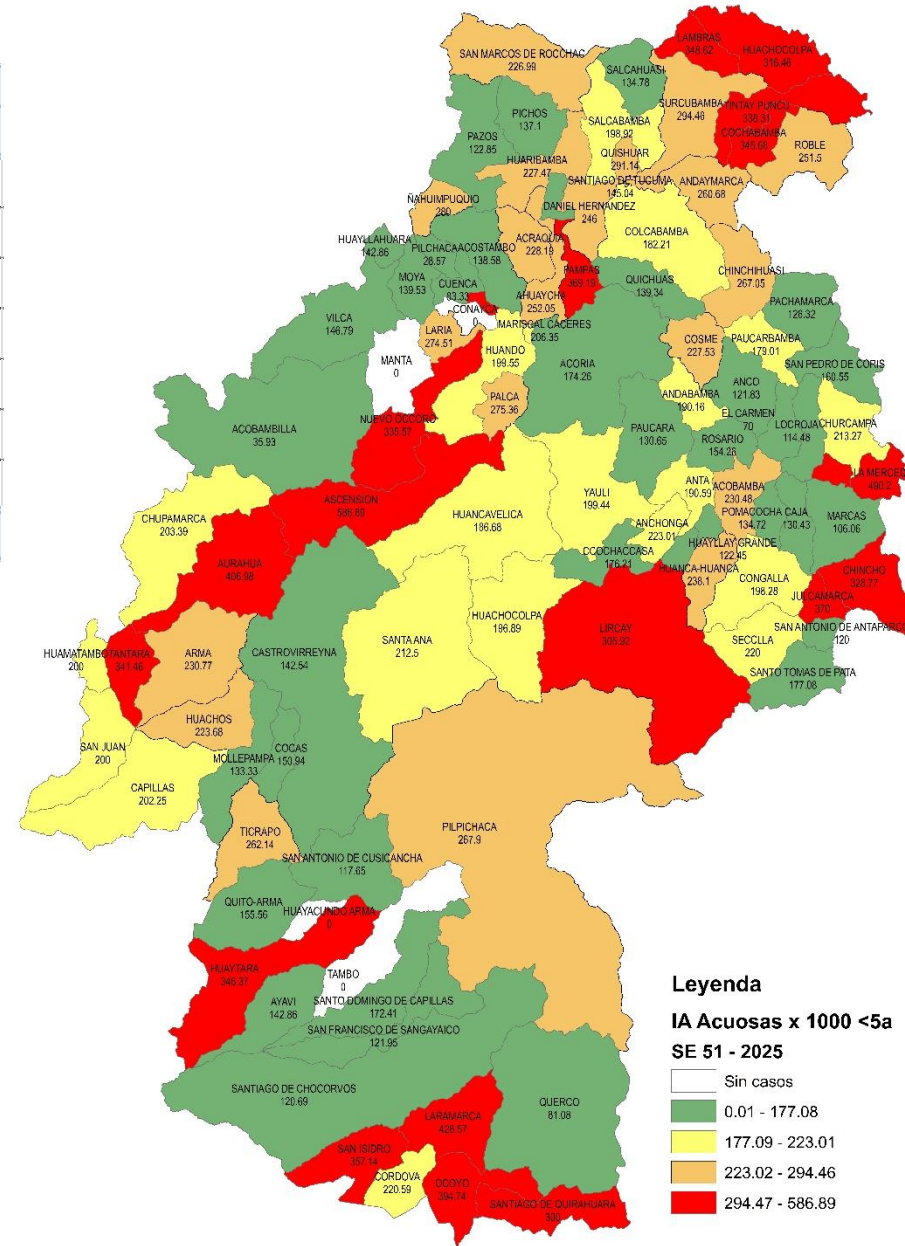 LAMBRAS
348.62
HUACHOCOLPA
316.46
SAN MARCOS DE ROCCHAC
226.99
SALCAHUASI
134.78
SURCUBAMBA
294.46
TINTAY PUNCU
338.31
PICHOS
137.1
SALCABAMBA
198.92
COCHABAMBA
345.68
ROBLE
251.5
PAZOS
122.85
QUISHUAR
291.14
HUARIBAMBA
227.47
SANTIAGO DE TUCUMA
145.04
ANDAYMARCA
260.68
ÑAHUIMPUQUIO
280
DANIEL HERNANDEZ
246
COLCABAMBA
182.21
HUAYLLAHUARA
142.86
PILCHACA
28.57
ACOSTAMBO
138.58
ACRAQUIA
228.19
PAMPAS
369.19
QUICHUAS
139.34
CHINCHIHUASI
267.05
MOYA
139.53
CUENCA
83.33
AHUAYCHA
252.05
PACHAMARCA
128.32
VILCA
146.79
CONAYCA
0
MARISCAL CACERES
206.35
LARIA
274.51
HUANDO
199.55
COSME
227.53
PAUCARBAMBA
179.01
MANTA
0
ACORIA
174.26
SAN PEDRO DE CORIS
160.55
PALCA
275.36
ANDABAMBA
190.16
ANCO
121.83
ACOBAMBILLA
35.93
NUEVO OCCORO
335.57
PAUCARA
130.65
EL CARMEN
70
LOCROJA
114.48
CHURCAMPA
213.27
ROSARIO
154.26
ASCENSION
586.89
HUANCAVELICA
186.68
YAULI
199.44
ANTA
190.59
ACOBAMBA
230.48
LA MERCED
490.2
CHUPAMARCA
203.39
ANCHONGA
223.01
POMACOCHA
134.72
CAJA
130.43
MARCAS
106.06
AURAHUA
406.98
CCOCHACCASA
176.21
HUAYLLAY GRANDE
122.45
HUANCA-HUANCA
238.1
CONGALLA
198.28
CHINCHO
328.77
JULCAMARCA
370
HUACHOCOLPA
196.89
LIRCAY
305.92
SAN ANTONIO DE ANTAPARCO
120
HUAMATAMBO
200
TANTARA
341.46
ARMA
230.77
CASTROVIRREYNA
142.54
SANTA ANA
212.5
SECCLLA
220
SANTO TOMAS DE PATA
177.08
HUACHOS
223.68
SAN JUAN
200
MOLLEPAMPA
133.33
COCAS
150.94
CAPILLAS
202.25
TICRAPO
262.14
PILPICHACA
267.9
SAN ANTONIO DE CUSICANCHA
117.65
QUITO-ARMA
155.56
HUAYACUNDO ARMA
0
HUAYTARA
346.37
TAMBO
0
AYAVI
142.86
SANTO DOMINGO DE CAPILLAS
172.41
SAN FRANCISCO DE SANGAYAICO
121.95
SANTIAGO DE CHOCORVOS
120.69
QUERCO
81.08
LARAMARCA
428.57
SAN ISIDRO
357.14
CORDOVA
220.59
OCOYO
394.74
SANTIAGO DE QUIRAHUARA
300
Leyenda
IA Acuosas x 1000 <5a
SE 51 - 2025
Sin casos
0.01 - 177.08
177.09 - 223.01
223.02 - 294.46
294.47 - 586.89